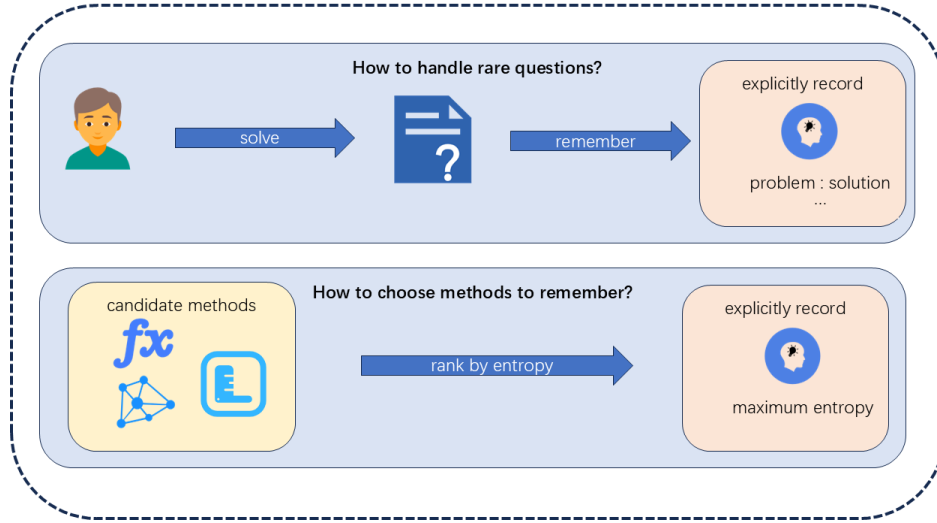 How to handle rare questions?
solve
?
remember
explicitly record
problem : solution
...
How to choose methods to remember?
candidate methods
fx
rank by entropy
explicitly record
maximum entropy